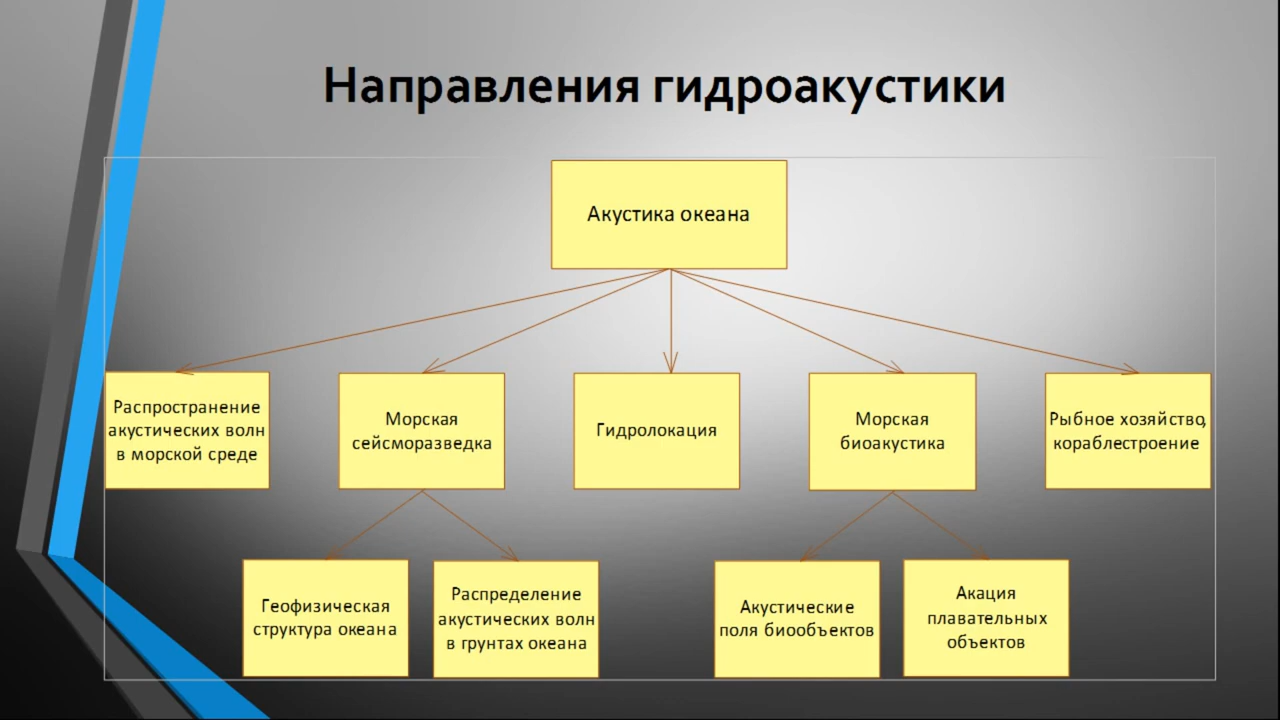 Направления гидроакустики
Акустика океана
Распространение
акустических волн
в морской среде
Морская
сейсморазведка
Гидролокация
Морская
биоакустика
Рыбное хозяйство,
кораблестроение
Геофизическая
структура океана
Распределение
акустических волн
в грунтах океана
Акустические
поля биообъектов
Акация
плавательных
объектов